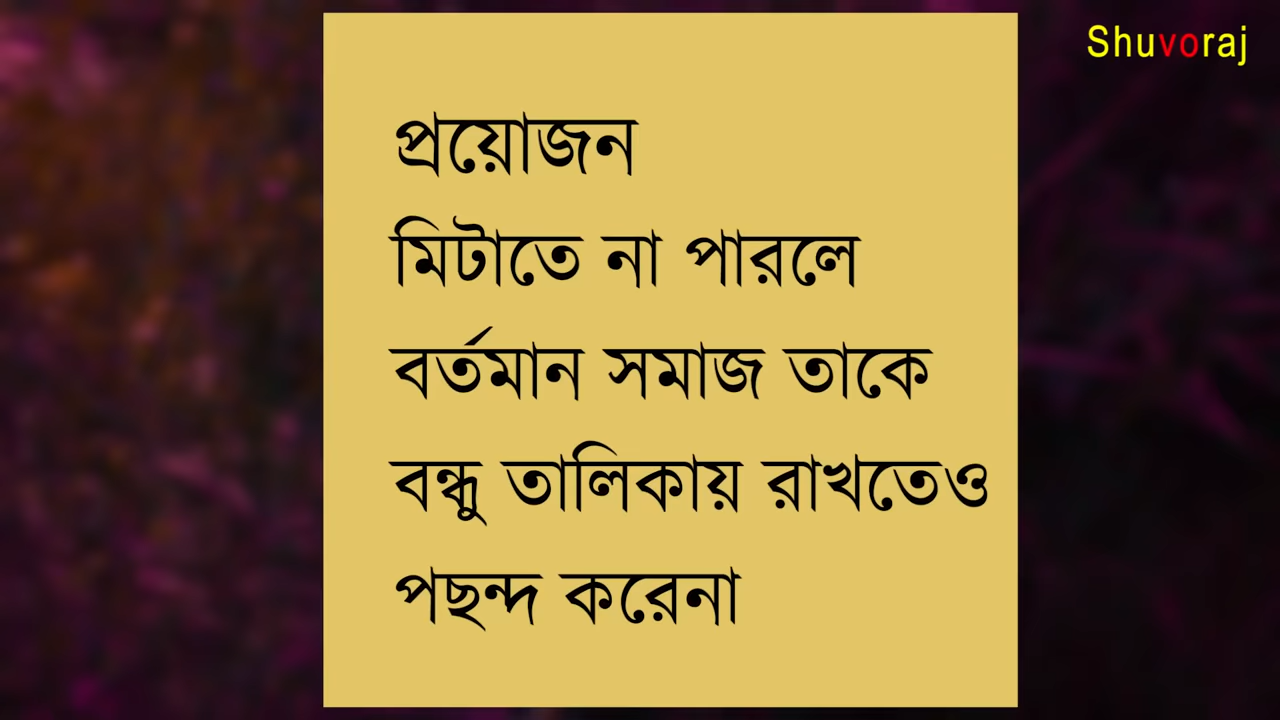 Shuvoraj
প্রয়োজন
মিটাতে না পারলে
বর্তমান সমাজ তাকে
বন্ধু তালিকায় রাখতেও
পছন্দ করেনা